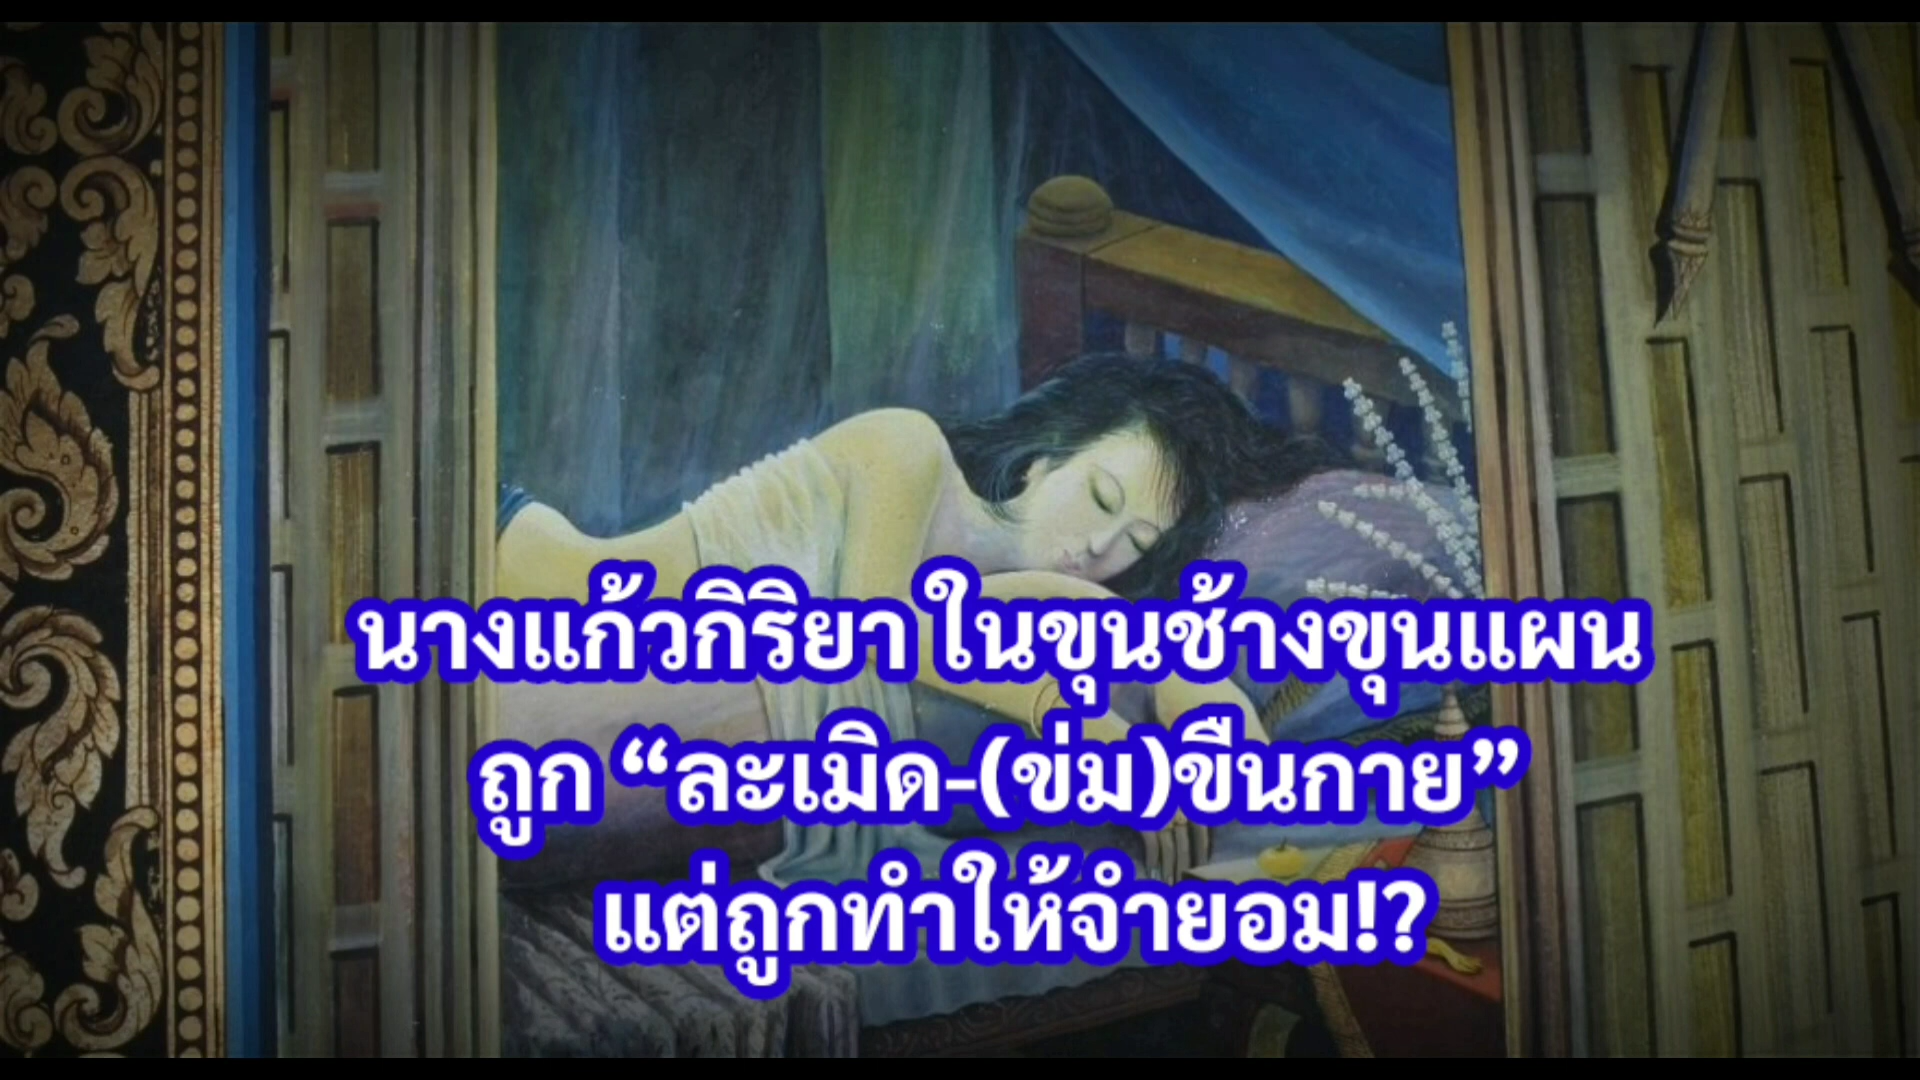 นางแก้วกิริยา ในขุนช้างขุนแผน
ถูก “ละเมิด-(ข่ม)ขืนกาย”
แต่ถูกทำให้จำยอม!?